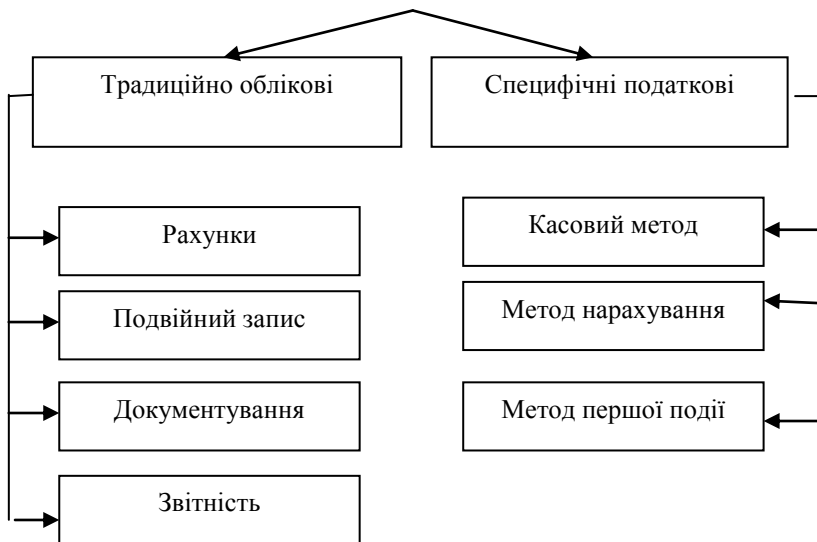 Традиційно облікові
Специфічні податкові
Рахунки
Подвійний запис
Документування
Звітність
Касовий метод
Метод нарахування
Метод першої події